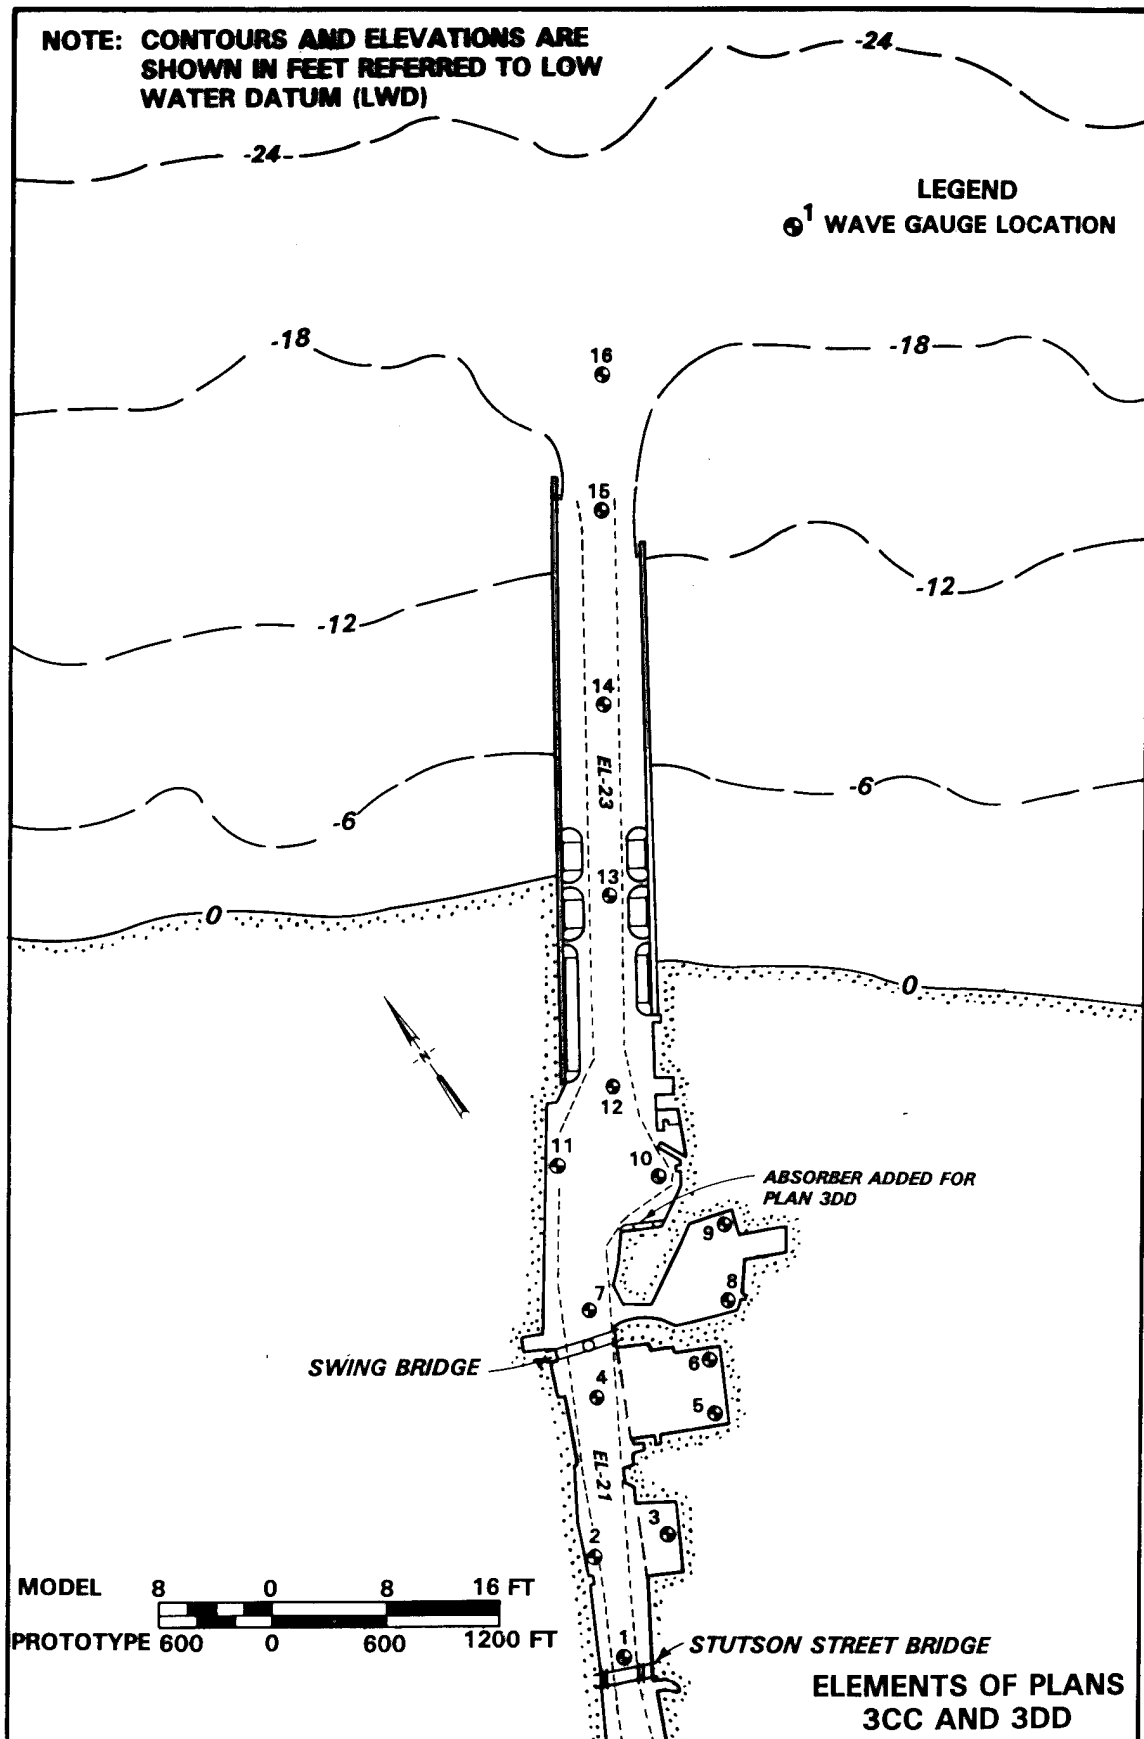 NOTE: CONTOURS AND ELEVATIONS ARE
SHOWN IN FEET REFERRED TO LOW
WATER DATUM (LWD)
-24
-24
LEGEND
1 WAVE GAUGE LOCATION
-18
-18
16
15
-12
-12
14
EL-23
-6
-6
13
0
0
N
12
11
10
ABSORBER ADDED FOR
PLAN 3DD
9
8
7
SWING BRIDGE
6
4
5
EL-21
3
2
MODEL 8 0 8 16 FT
PROTOTYPE 600 0 600 1200 FT
1
STUTSON STREET BRIDGE
ELEMENTS OF PLANS
3CC AND 3DD